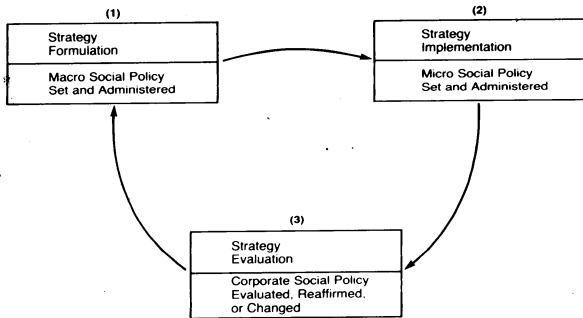 (1)
Strategy
Formulation
Macro Social Policy
Set and Administered
(2)
Strategy
Implementation
Micro Social Policy
Set and Administered
(3)
Strategy
Evaluation
Corporate Social Policy
Evaluated, Reaffirmed,
or Changed